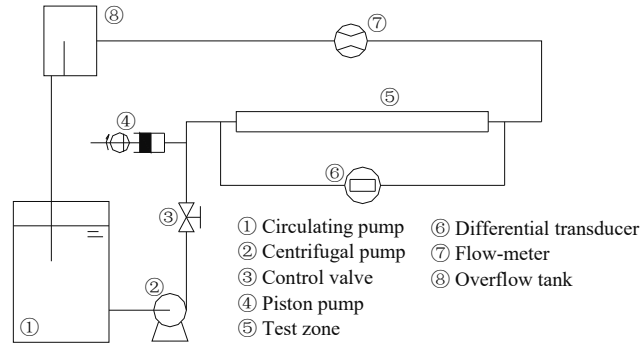 ⑧
⑦
⑤
④
⑥
③
① Circulating pump
② Centrifugal pump
③ Control valve
④ Piston pump
⑤ Test zone
⑥ Differential transducer
⑦ Flow-meter
⑧ Overflow tank
②
①